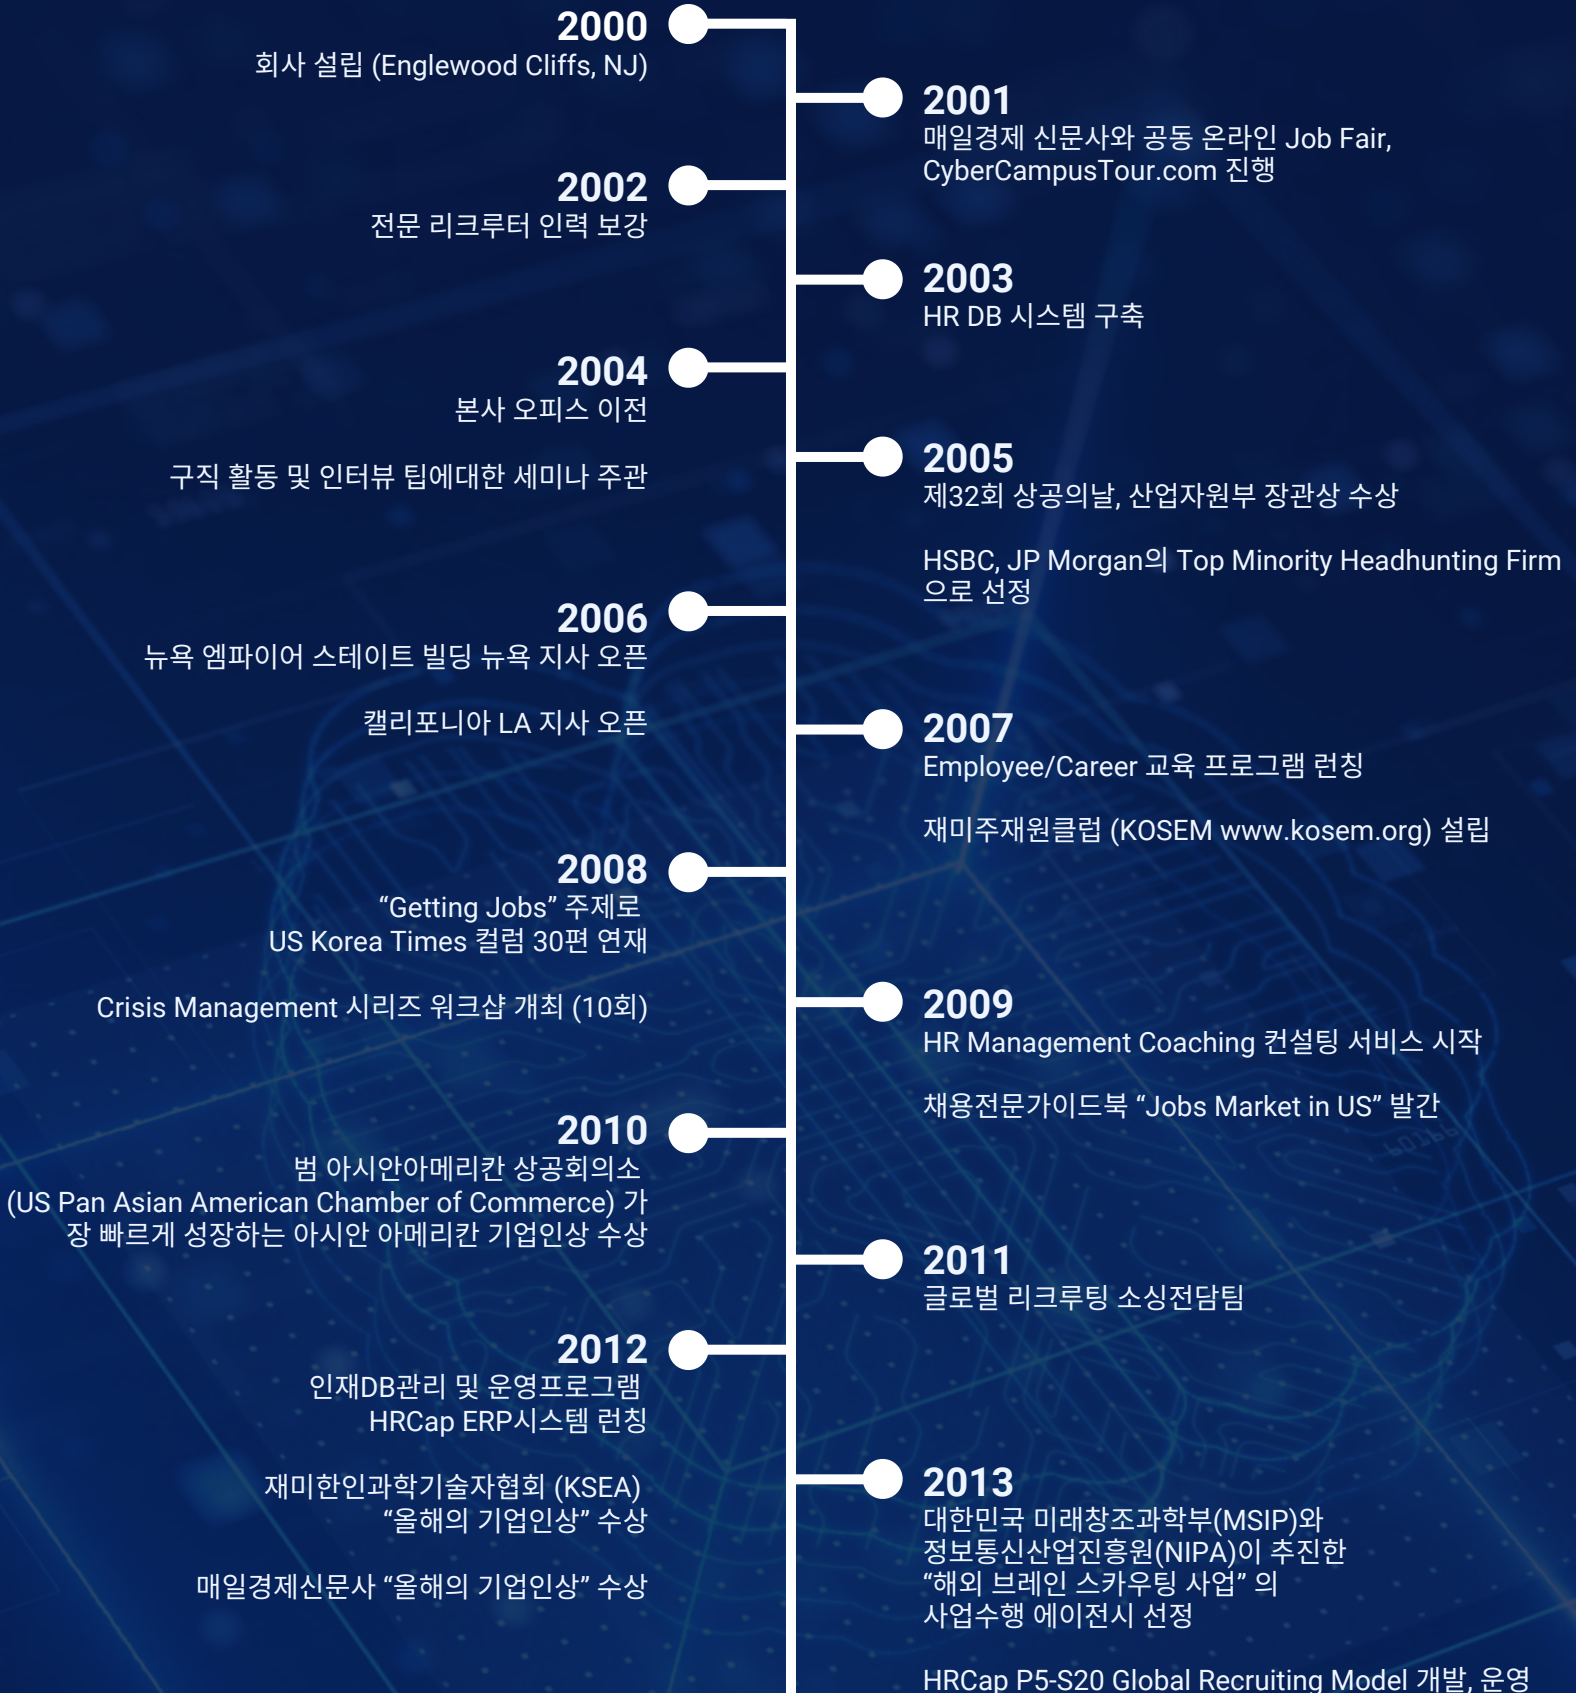 2000
회사 설립 (Englewood Cliffs, NJ)
2001
매일경제 신문사와 공동 온라인 Job Fair,
CyberCampusTour.com 진행
2002
전문 리크루터 인력 보강
2003
HR DB 시스템 구축
2004
본사 오피스 이전
구직 활동 및 인터뷰 팁에대한 세미나 주관
2005
제32회 상공의날, 산업자원부 장관상 수상
HSBC, JP Morgan의 Top Minority Headhunting Firm
으로 선정
2006
뉴욕 엠파이어 스테이트 빌딩 뉴욕 지사 오픈
캘리포니아 LA 지사 오픈
2007
Employee/Career 교육 프로그램 런칭
재미주재원클럽 (KOSEM www.kosem.org) 설립
2008
“Getting Jobs” 주제로
US Korea Times 컬럼 30편 연재
Crisis Management 시리즈 워크샵 개최 (10회)
2009
HR Management Coaching 컨설팅 서비스 시작
채용전문가이드북 “Jobs Market in US” 발간
2010
범 아시안아메리칸 상공회의소
(US Pan Asian American Chamber of Commerce) 가
장 빠르게 성장하는 아시안 아메리칸 기업인상 수상
2011
글로벌 리크루팅 소싱전담팀
2012
인재DB관리 및 운영프로그램
HRCap ERP시스템 런칭
재미한인과학기술자협회 (KSEA)
“올해의 기업인상” 수상
매일경제신문사 “올해의 기업인상” 수상
2013
대한민국 미래창조과학부(MSIP)와
정보통신산업진흥원(NIPA)이 추진한
“해외 브레인 스카우팅 사업” 의
사업수행 에이전시 선정
HRCap P5-S20 Global Recruiting Model 개발, 운영